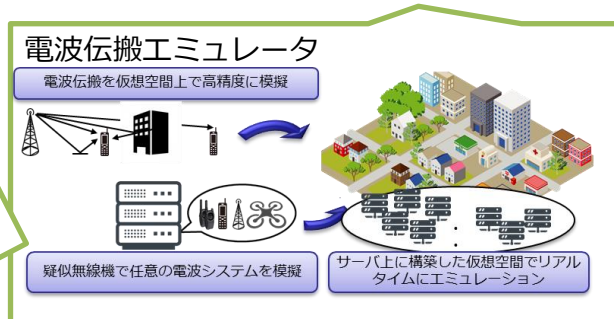 電波伝搬エミュレータ
電波伝搬を仮想空間上で高精度に模擬
疑似無線機で任意の電波システムを模擬
サーバ上に構築した仮想空間でリアル
タイムにエミュレーション